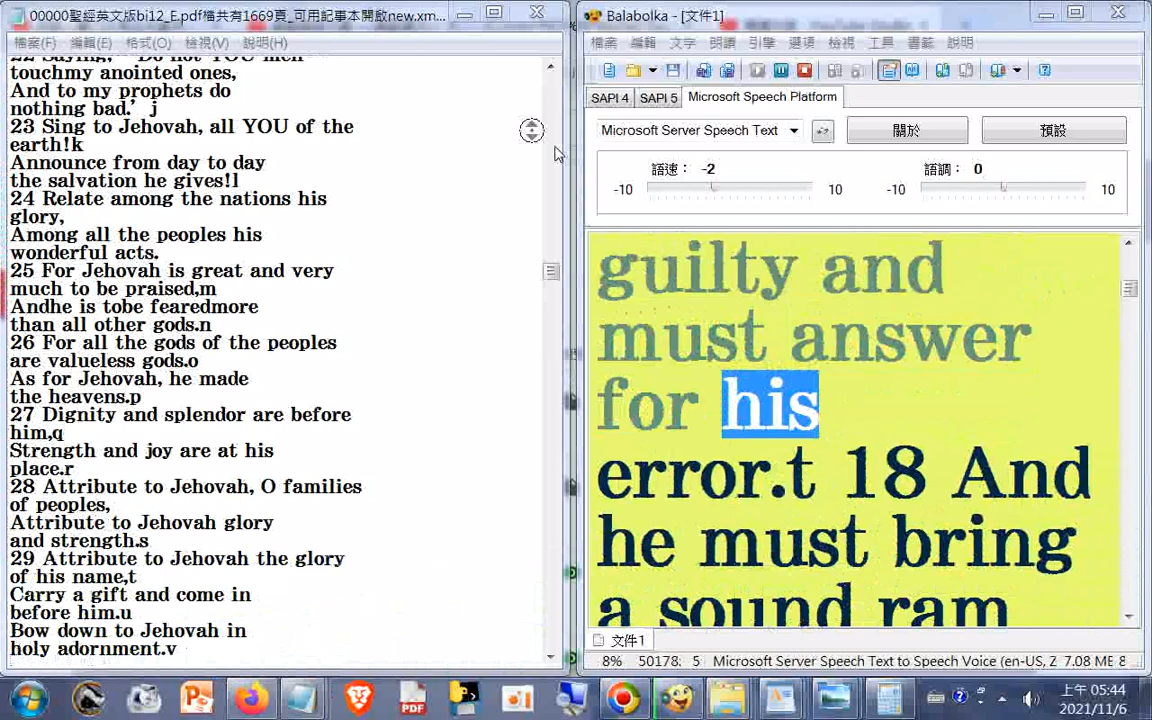 00000聖經英文版bi12_E.pdf檔共有1669頁_可用記事本開啟new.xm...
檔案(F) 編輯(E) 格式(O) 檢視(V) 說明(H)
22 Saying, 'Do not YOU men
touchmy anointed ones,
And to my prophets do
nothing bad.' j
23 Sing to Jehovah, all YOU of the
earth!k
Announce from day to day
the salvation he gives!l
24 Relate among the nations his
glory,
Among all the peoples his
wonderful acts.
25 For Jehovah is great and very
much to be praised,m
Andhe is tobe fearedmore
than all other gods.n
26 For all the gods of the peoples
are valueless gods.o
As for Jehovah, he made
the heavens.p
27 Dignity and splendor are before
him,q
Strength and joy are at his
place.r
28 Attribute to Jehovah, O families
of peoples,
Attribute to Jehovah glory
and strength.s
29 Attribute to Jehovah the glory
of his name,t
Carry a gift and come in
before him.u
Bow down to Jehovah in
holy adornment.v
Balabolka - [文件1]
檔案 編輯 文字 朗讀 引擎 選項 檢視 工具 書籤 說明
SAPI 4 SAPI 5 Microsoft Speech Platform
Microsoft Server Speech Text 關於 預設
語速： -2 語調： 0
-10 10 -10 10
guilty and
must answer
for his
error.t 18 And
he must bring
a sound ram
文件1
8% 50178: 5 Microsoft Server Speech Text to Speech Voice (en-US, Z 7.08 MB 8
上午 05:44
2021/11/6